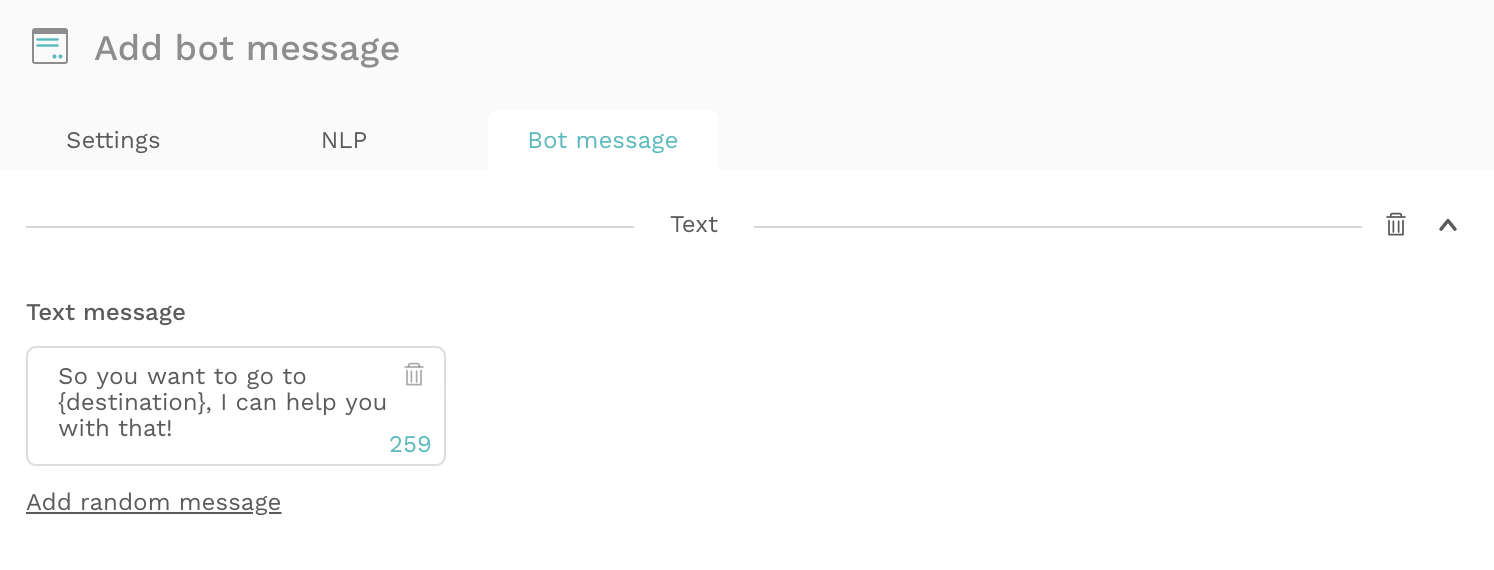 Add bot message
Settings
NLP
Bot message
Text
Text message
So you want to go to
{destination}, I can help you
with that!
259
Add random message